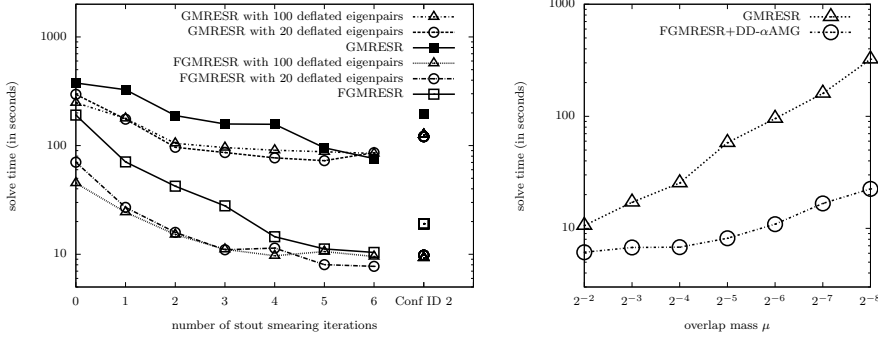 1000
100
10
solve time (in seconds)
GMRESR with 100 deflated eigenpairs
GMRESR with 20 deflated eigenpairs
GMRESR
FGMRESR with 100 deflated eigenpairs
FGMRESR with 20 deflated eigenpairs
FGMRESR
0 1 2 3 4 5 6 Conf ID 2
number of stout smearing iterations
1000
100
10
solve time (in seconds)
GMRESR
FGMRESR+DD-αAMG
2⁻² 2⁻³ 2⁻⁴ 2⁻⁵ 2⁻⁶ 2⁻⁷ 2⁻⁸
overlap mass μ